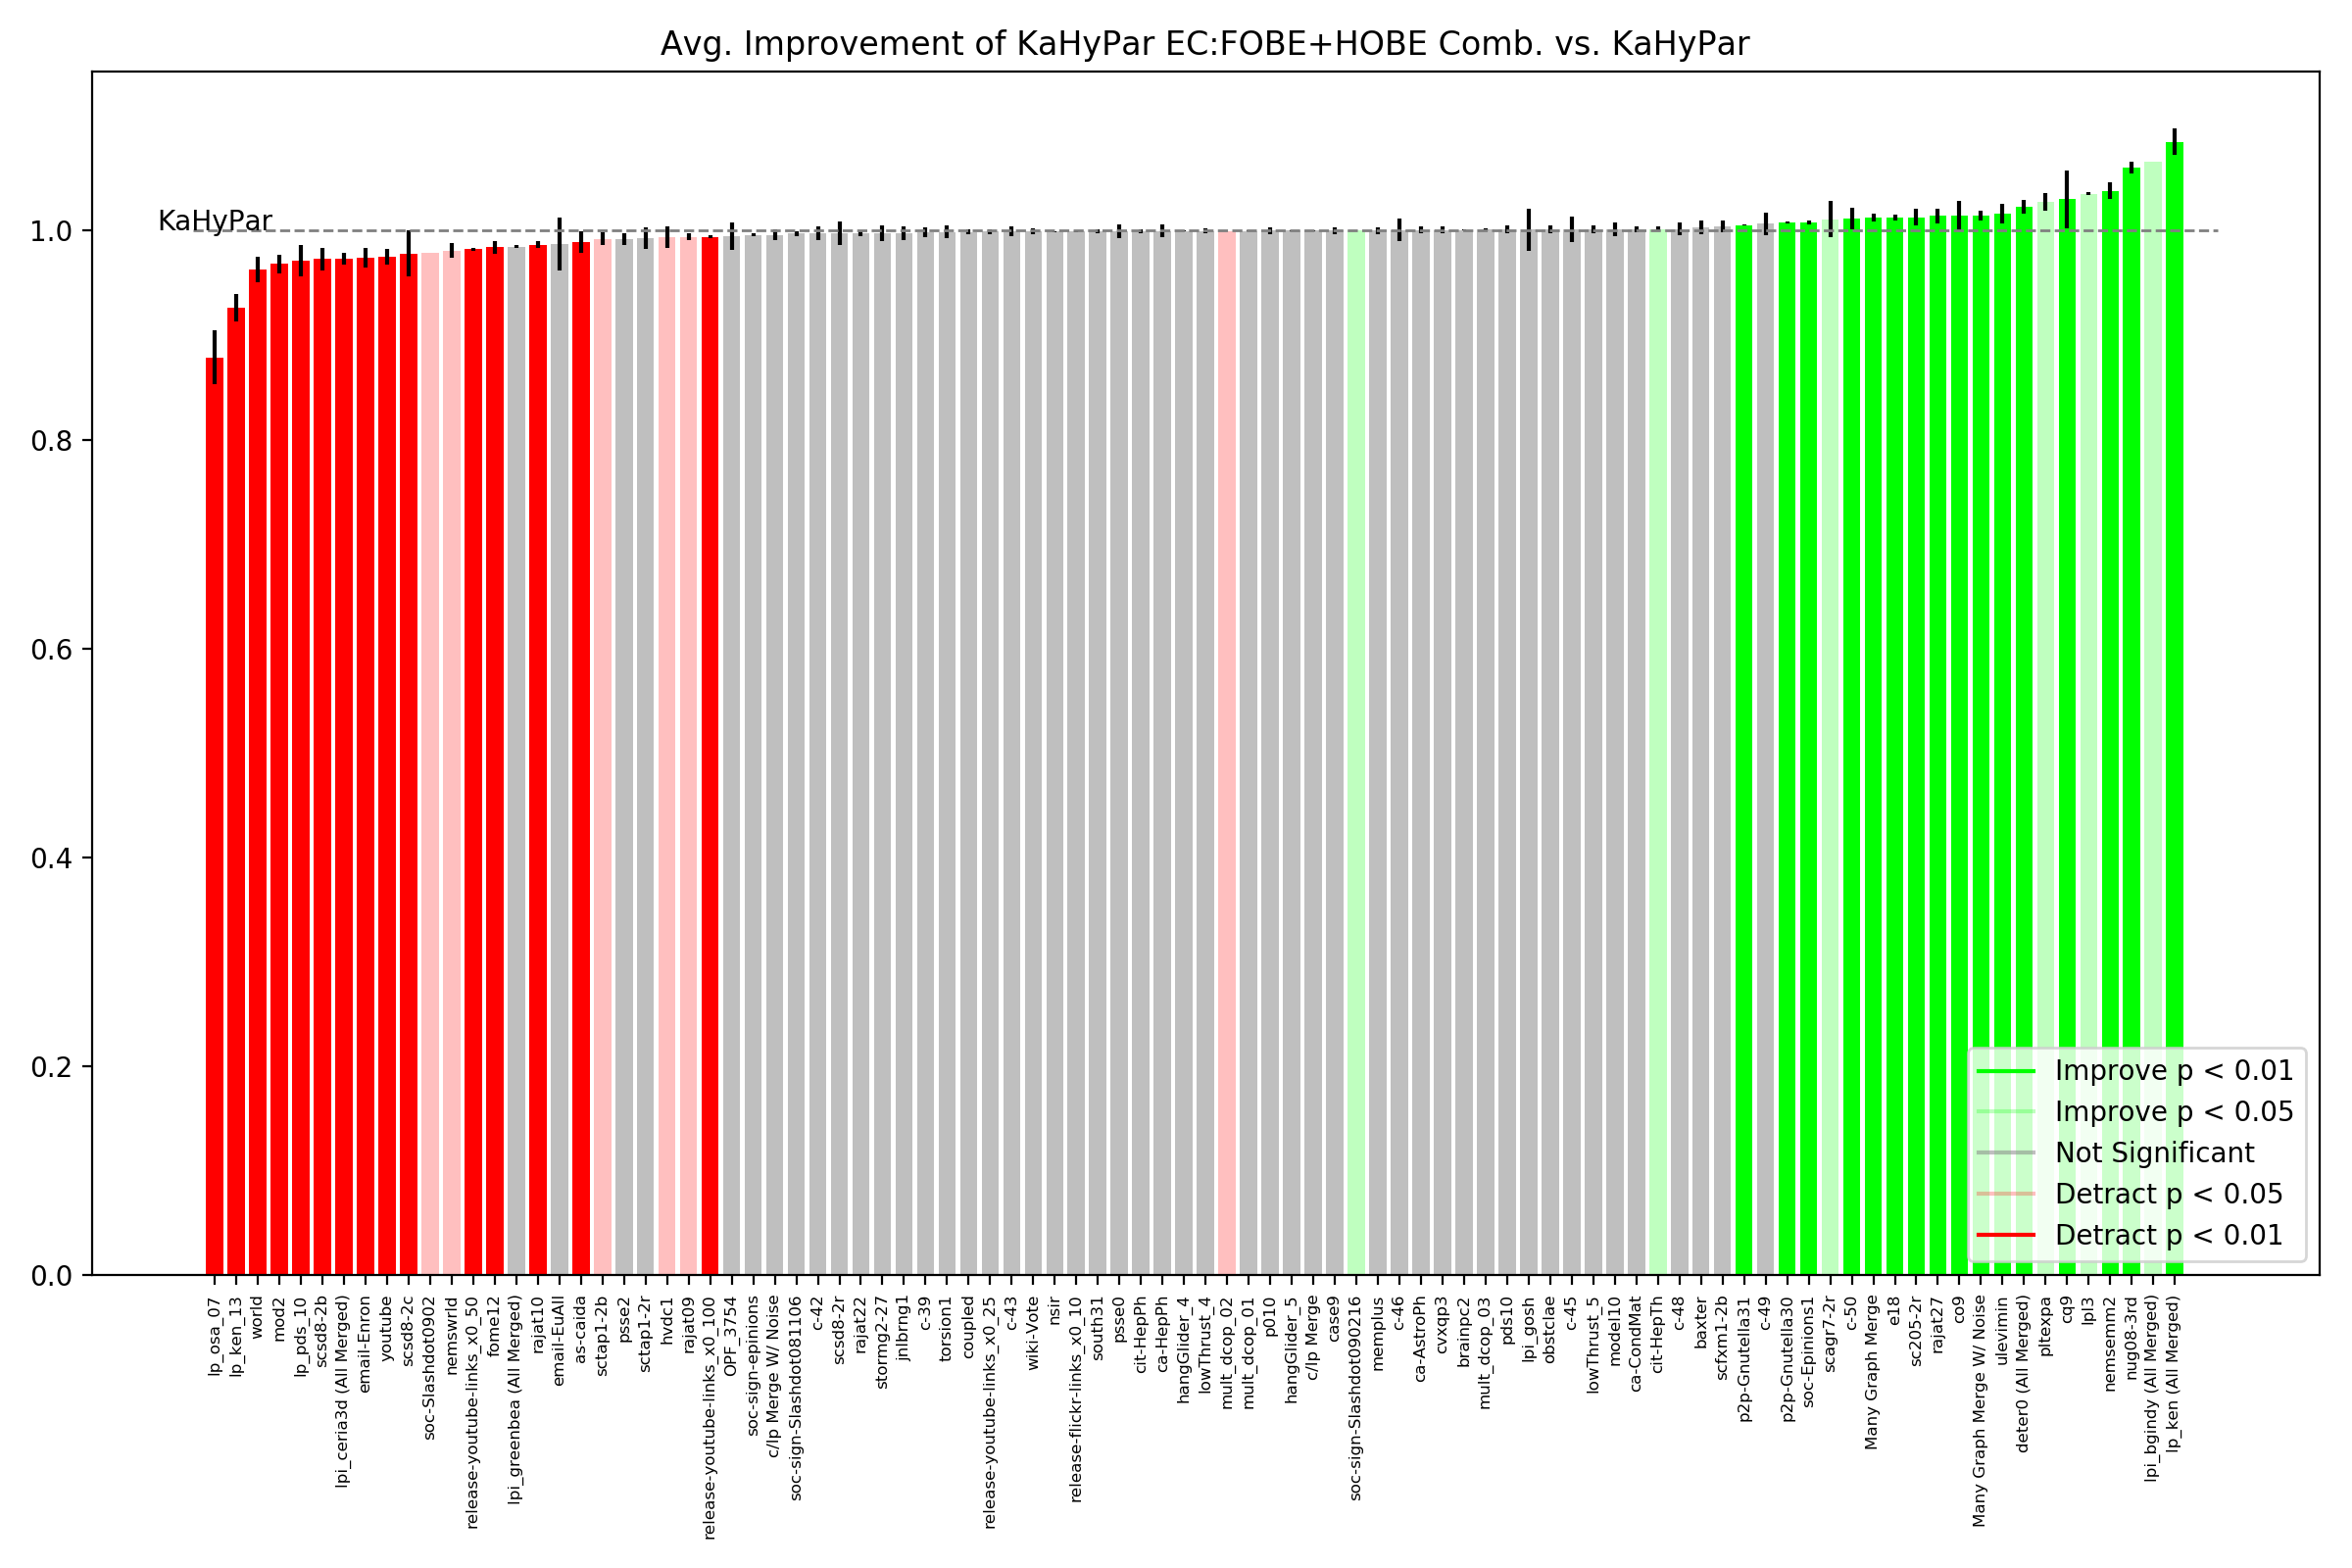 Avg. Improvement of KaHyPar EC:FOBE+HOBE Comb. vs. KaHyPar
KaHyPar
1.0
0.8
0.6
0.4
0.2
0.0
Improve p < 0.01
Improve p < 0.05
Not Significant
Detract p < 0.05
Detract p < 0.01
lp_osa_07
lp_ken_13
world
mod2
lp_pds_10
scsd8-2b
lpi_ceria3d (All Merged)
email-Enron
youtube
scsd8-2c
soc-Slashdot0902
nemswrld
release-youtube-links_x0_50
fome12
lpi_greenbea (All Merged)
rajat10
email-EuAll
as-caida
sctap1-2b
psse2
sctap1-2r
hvdc1
rajat09
release-youtube-links_x0_100
OPF_3754
soc-sign-epinions
c/lp Merge W/ Noise
soc-sign-Slashdot081106
c-42
scsd8-2r
rajat22
stormg2-27
jnlbrng1
c-39
torsion1
coupled
release-youtube-links_x0_25
c-43
wiki-Vote
nsir
release-flickr-links_x0_10
south31
psse0
cit-HepPh
ca-HepPh
hangGlider_4
lowThrust_4
mult_dcop_02
mult_dcop_01
p010
hangGlider_5
c/lp Merge
case9
soc-sign-Slashdot090216
memplus
c-46
ca-AstroPh
cvxqp3
brainpc2
mult_dcop_03
pds10
lpi_gosh
obstclae
c-45
lowThrust_5
model10
ca-CondMat
cit-HepTh
c-48
baxter
scfxm1-2b
p2p-Gnutella31
c-49
p2p-Gnutella30
soc-Epinions1
scagr7-2r
c-50
Many Graph Merge
e18
sc205-2r
rajat27
co9
Many Graph Merge W/ Noise
ulevimin
deter0 (All Merged)
pltexpa
cq9
lpl3
nemsemm2
nug08-3rd
lpi_bgindy (All Merged)
lp_ken (All Merged)